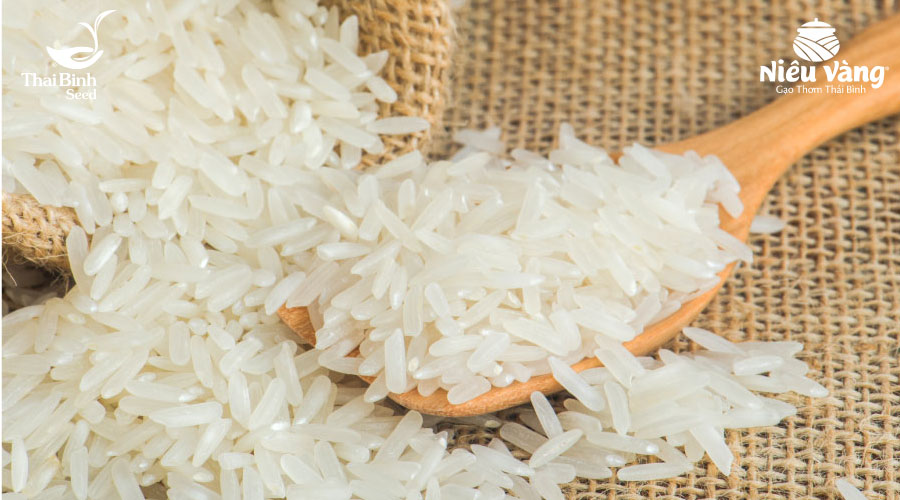 Thai Binh
Seed
Niêu Vàng®
Gạo Thơm Thái Bình